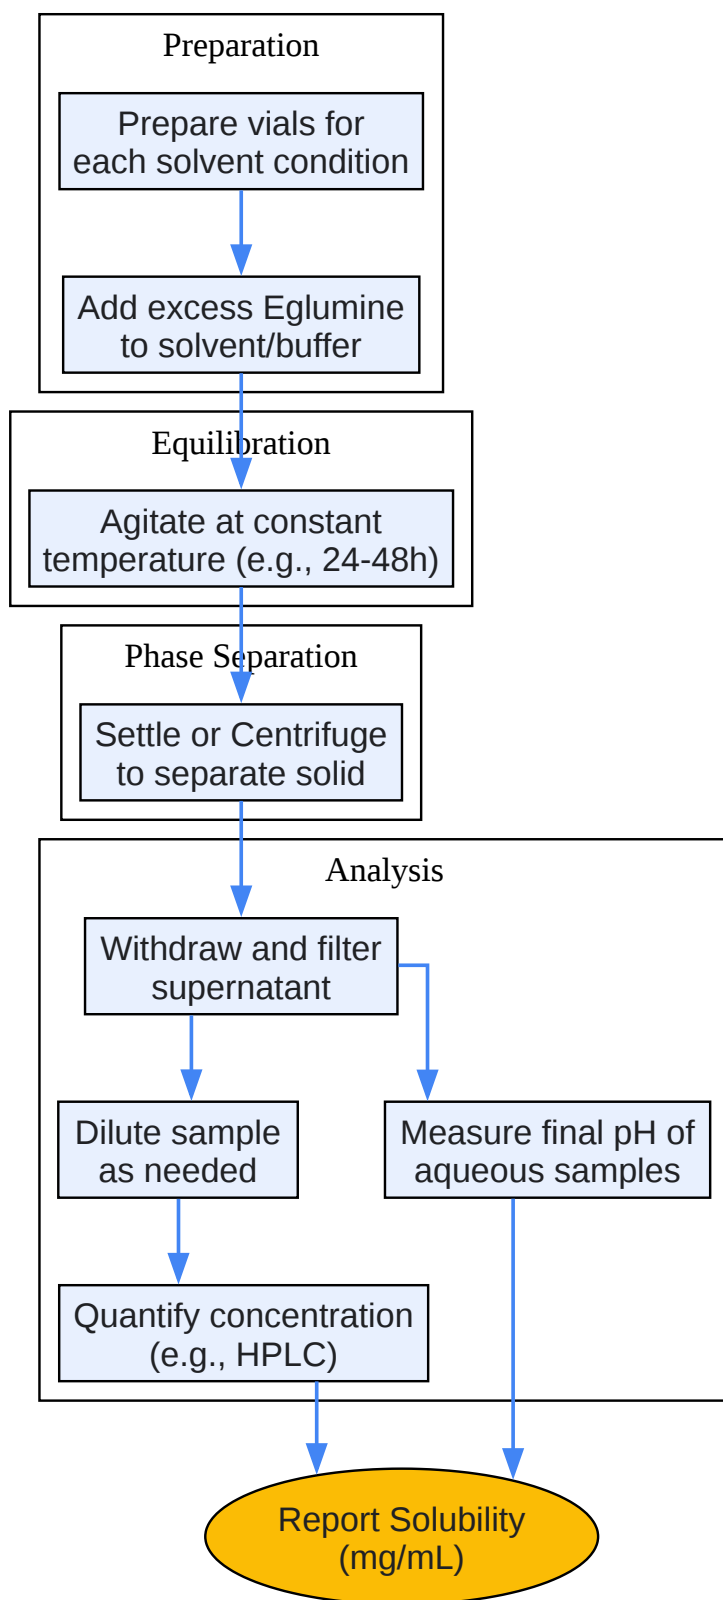 Preparation
Prepare vials for
each solvent condition
Add excess Eglumine
to solvent/buffer
Equilibration
Agitate at constant
temperature (e.g., 24-48h)
Phase Separation
Settle or Centrifuge
to separate solid
Analysis
Withdraw and filter
supernatant
Dilute sample
as needed
Measure final pH of
aqueous samples
Quantify concentration
(e.g., HPLC)
Report Solubility
(mg/mL)